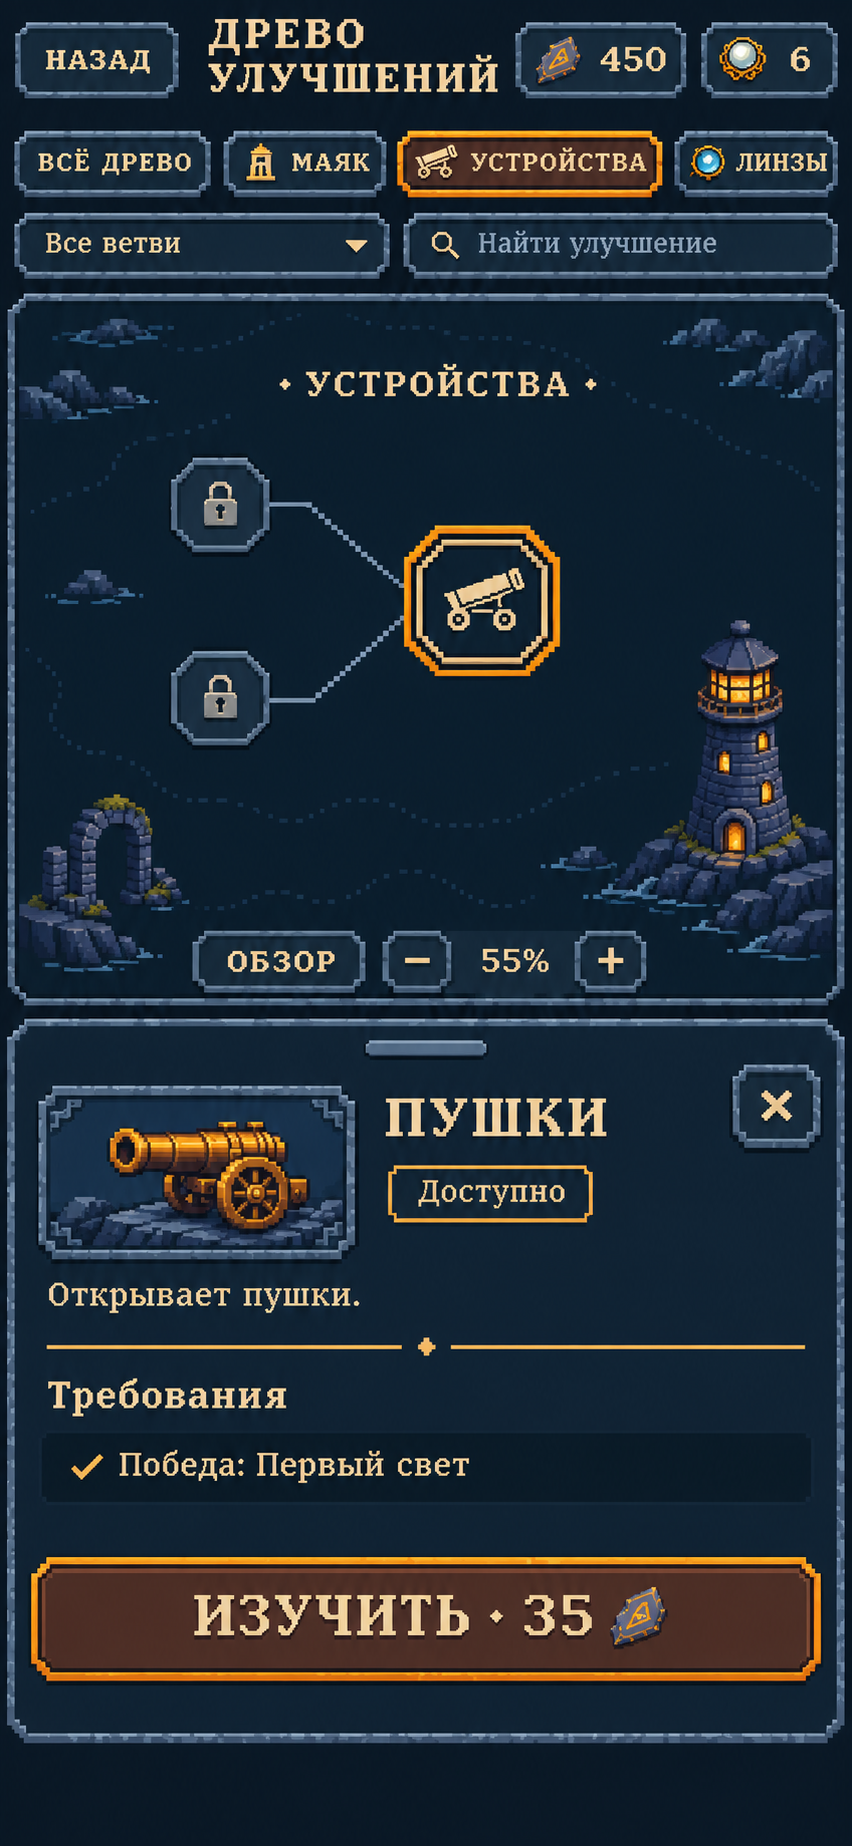 НАЗАД
ДРЕВО
УЛУЧШЕНИЙ
450
6
ВСЁ ДРЕВО
МАЯК
УСТРОЙСТВА
ЛИНЗЫ
Все ветви
Найти улучшение
• УСТРОЙСТВА •
ОБЗОР
− 55% +
ПУШКИ
Доступно
Открывает пушки.
Требования
Победа: Первый свет
ИЗУЧИТЬ · 35